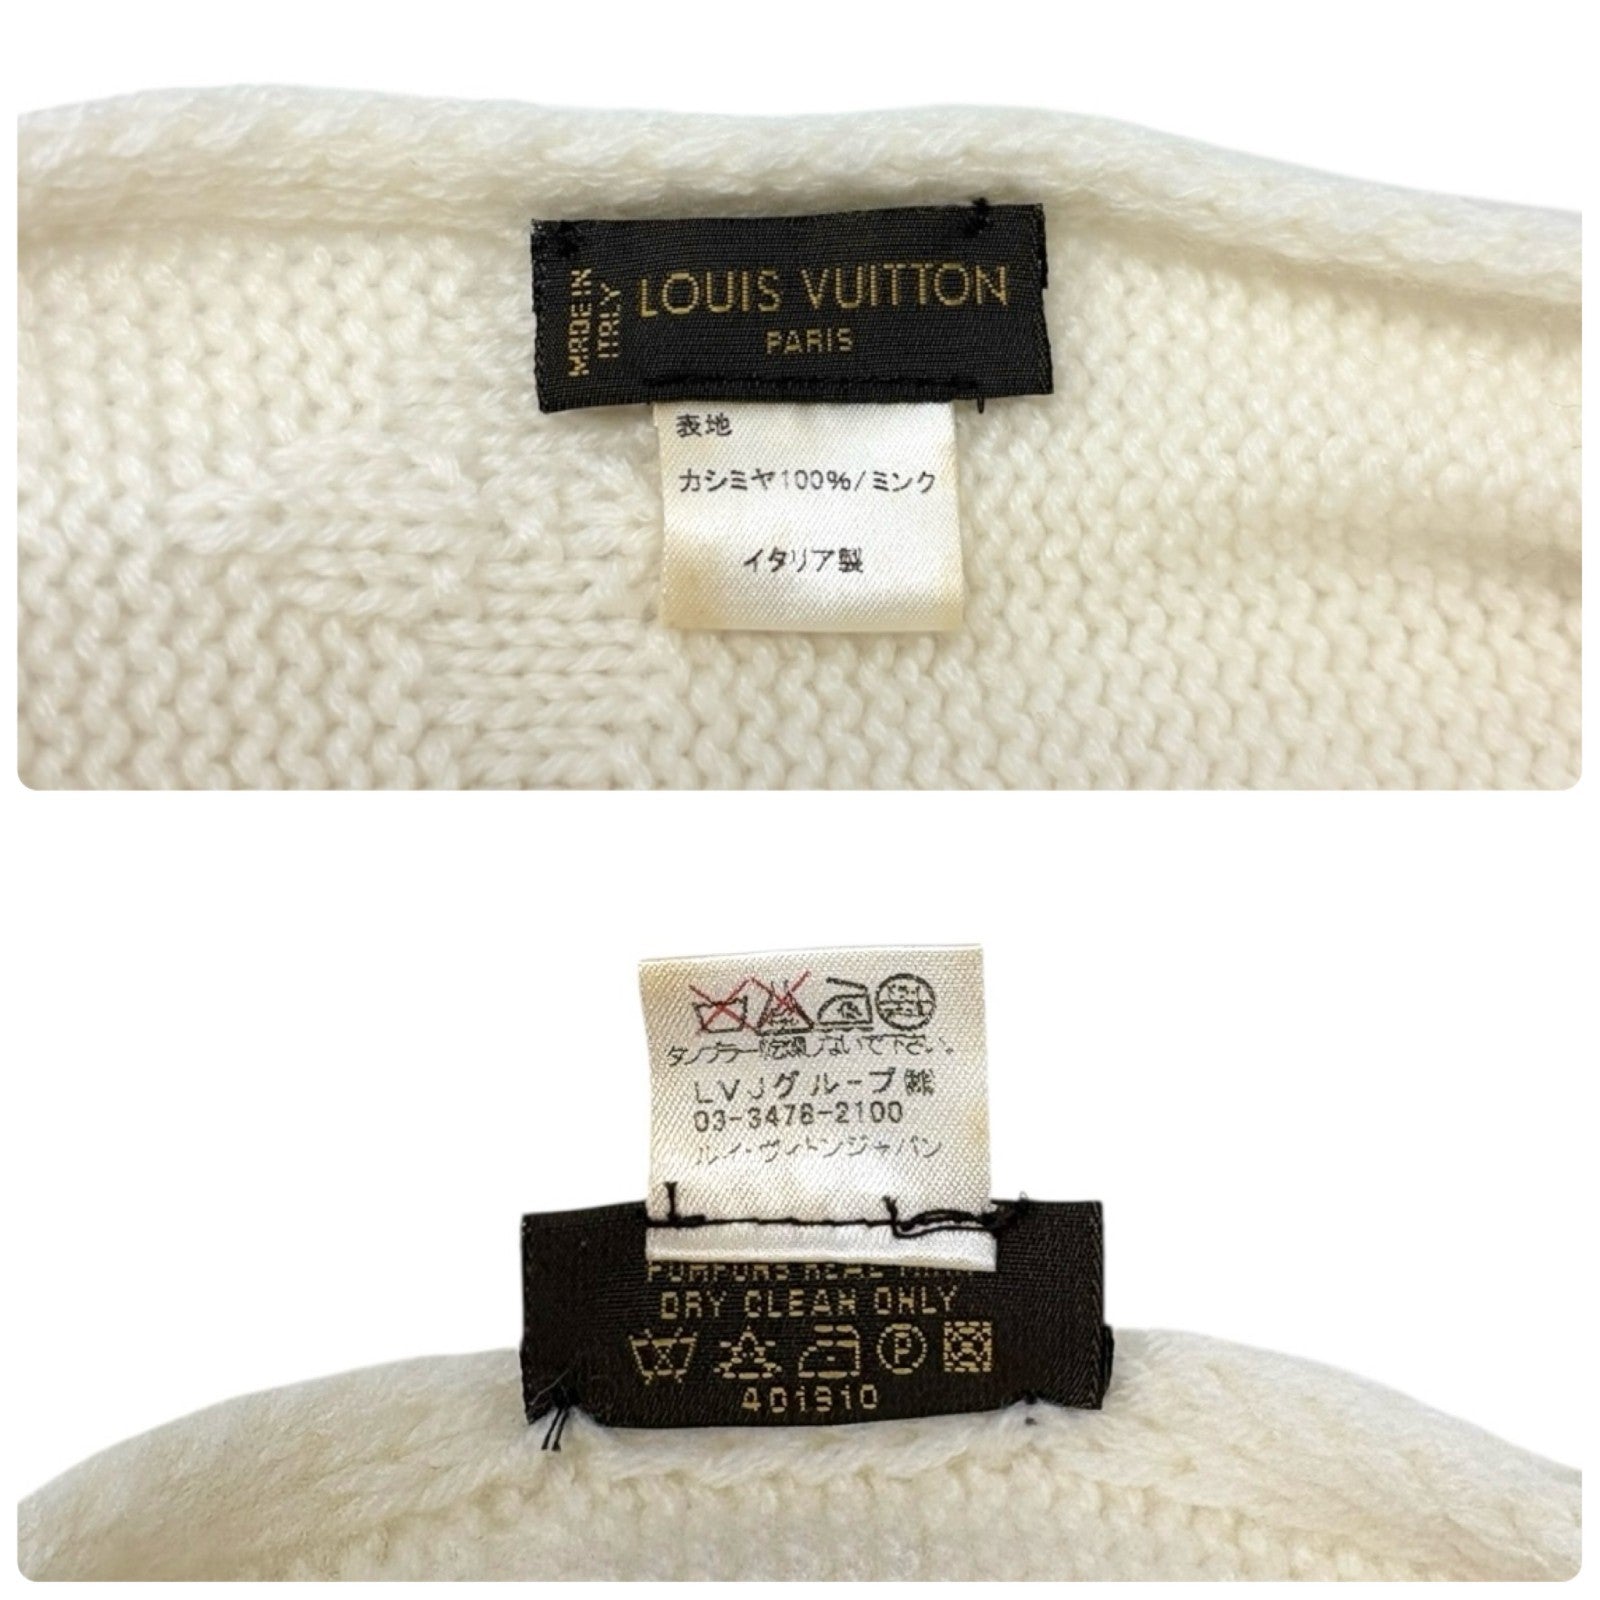 MADE IN
ITALY
LOUIS VUITTON
PARIS
表地
カシミヤ100%/ミンク
イタリア製
タンブラー乾燥しないで下さい。
LVJグループ㈱
03-3478-2100
ルイ・ヴィトンジャパン
POMPONS REAL MINK
DRY CLEAN ONLY
P
401910